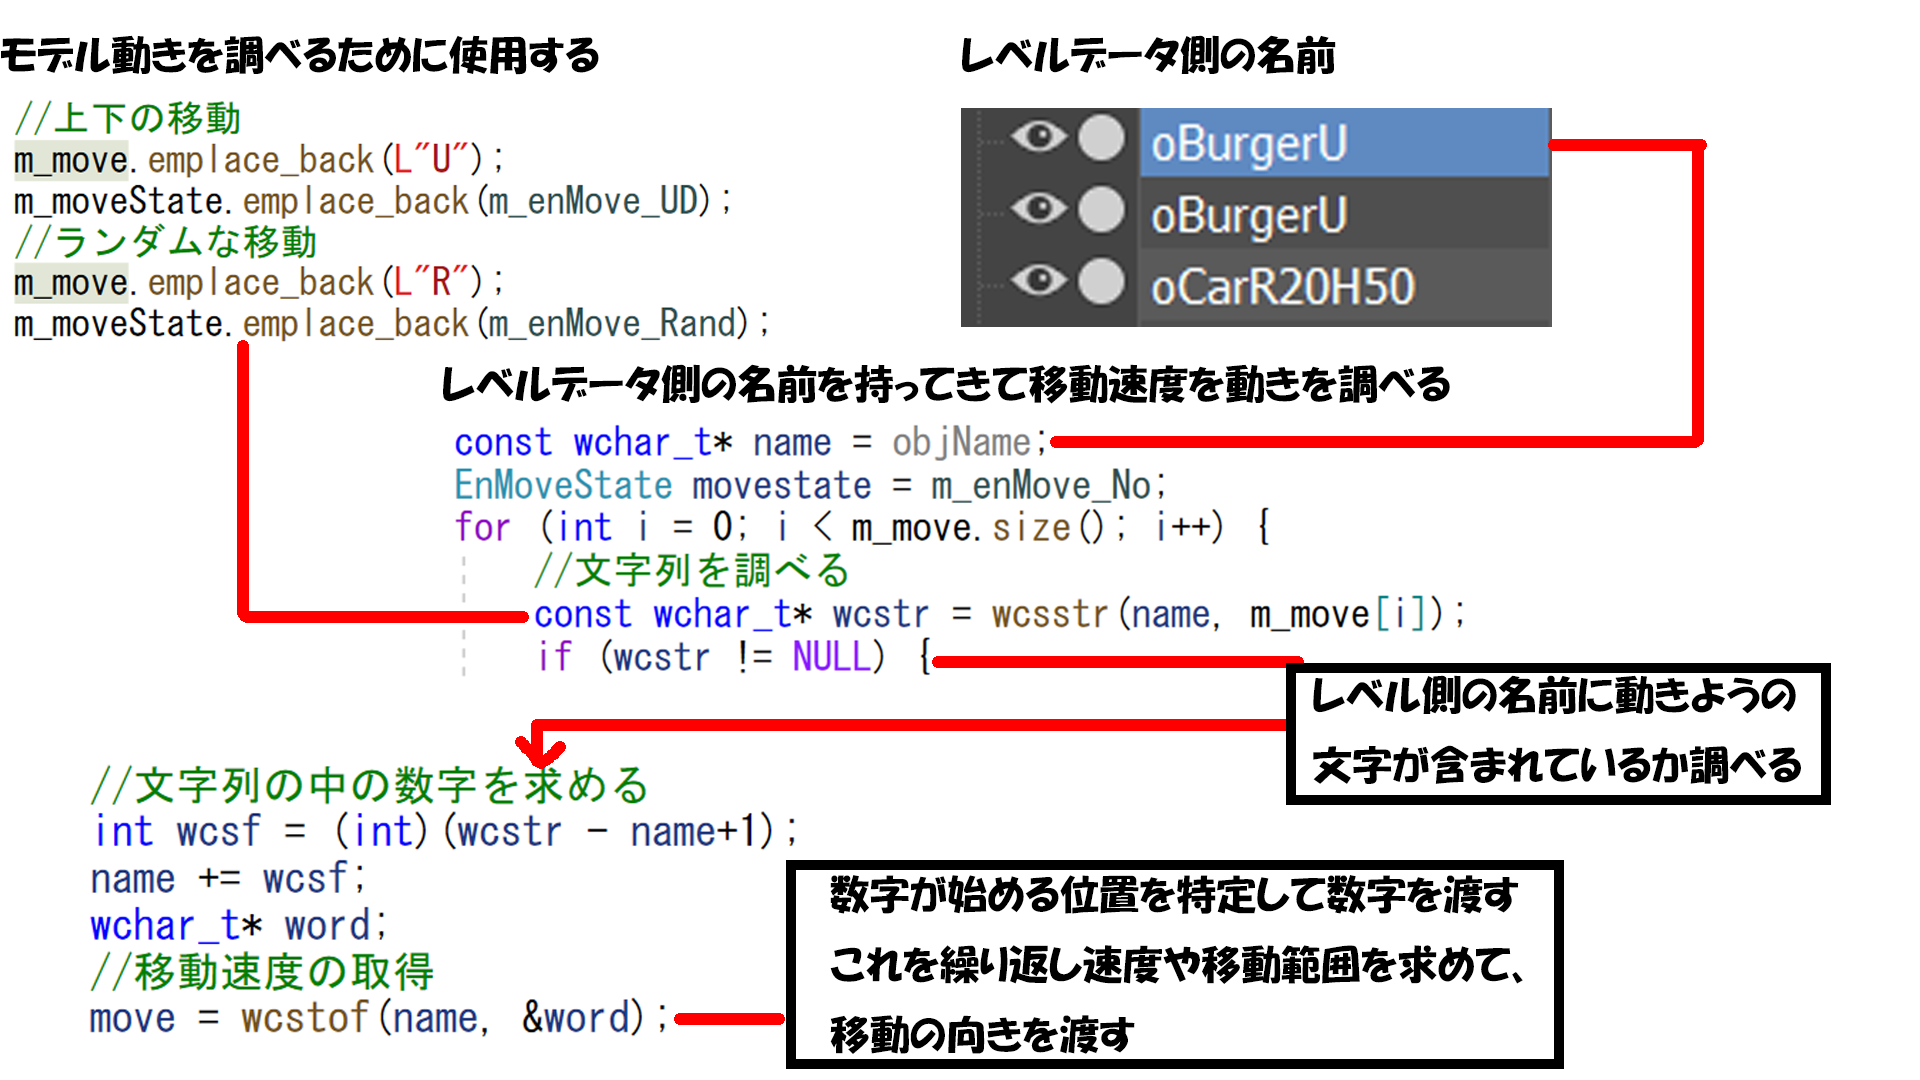 モデル動きを調べるために使用する
//上下の移動
m_move.emplace_back(L"U");
m_moveState.emplace_back(m_enMove_UD);
//ランダムな移動
m_move.emplace_back(L"R");
m_moveState.emplace_back(m_enMove_Rand);
レベルデータ側の名前
oBurgerU
oBurgerU
oCarR20H50
レベルデータ側の名前を持ってきて移動速度を動きを調べる
const wchar_t* name = objName;
EnMoveState movestate = m_enMove_No;
for (int i = 0; i < m_move.size(); i++) {
//文字列を調べる
const wchar_t* wcstr = wcsstr(name, m_move[i]);
if (wcstr != NULL) {
レベル側の名前に動きようの
文字が含まれているか調べる
//文字列の中の数字を求める
int wcsf = (int)(wcstr - name+1);
name += wcsf;
wchar_t* word;
//移動速度の取得
move = wcstof(name, &word);
数字が始める位置を特定して数字を渡す
これを繰り返し速度や移動範囲を求めて、
移動の向きを渡す